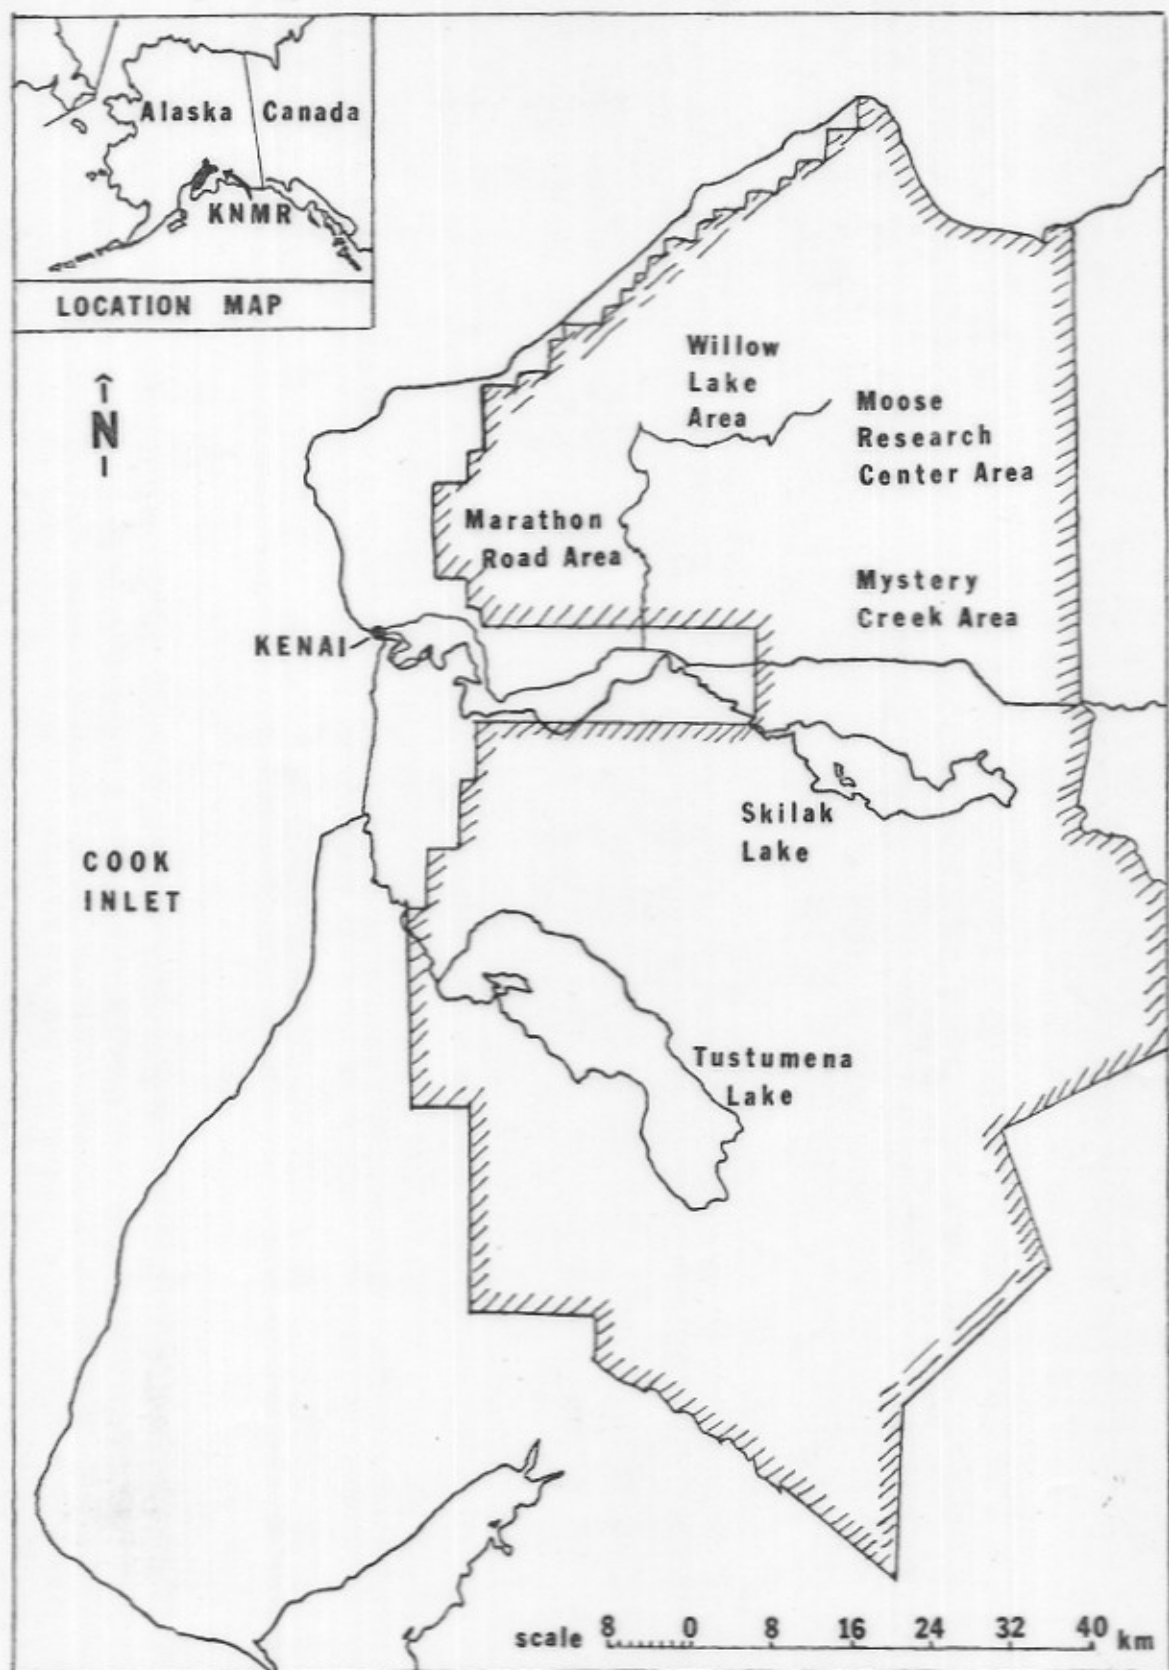 Alaska Canada
KNMR
LOCATION MAP
N
Willow
Lake
Area
Moose
Research
Center Area
Marathon
Road Area
Mystery
Creek Area
KENAI
Skilak
Lake
COOK
INLET
Tustumena
Lake
scale 8 0 8 16 24 32 40 km